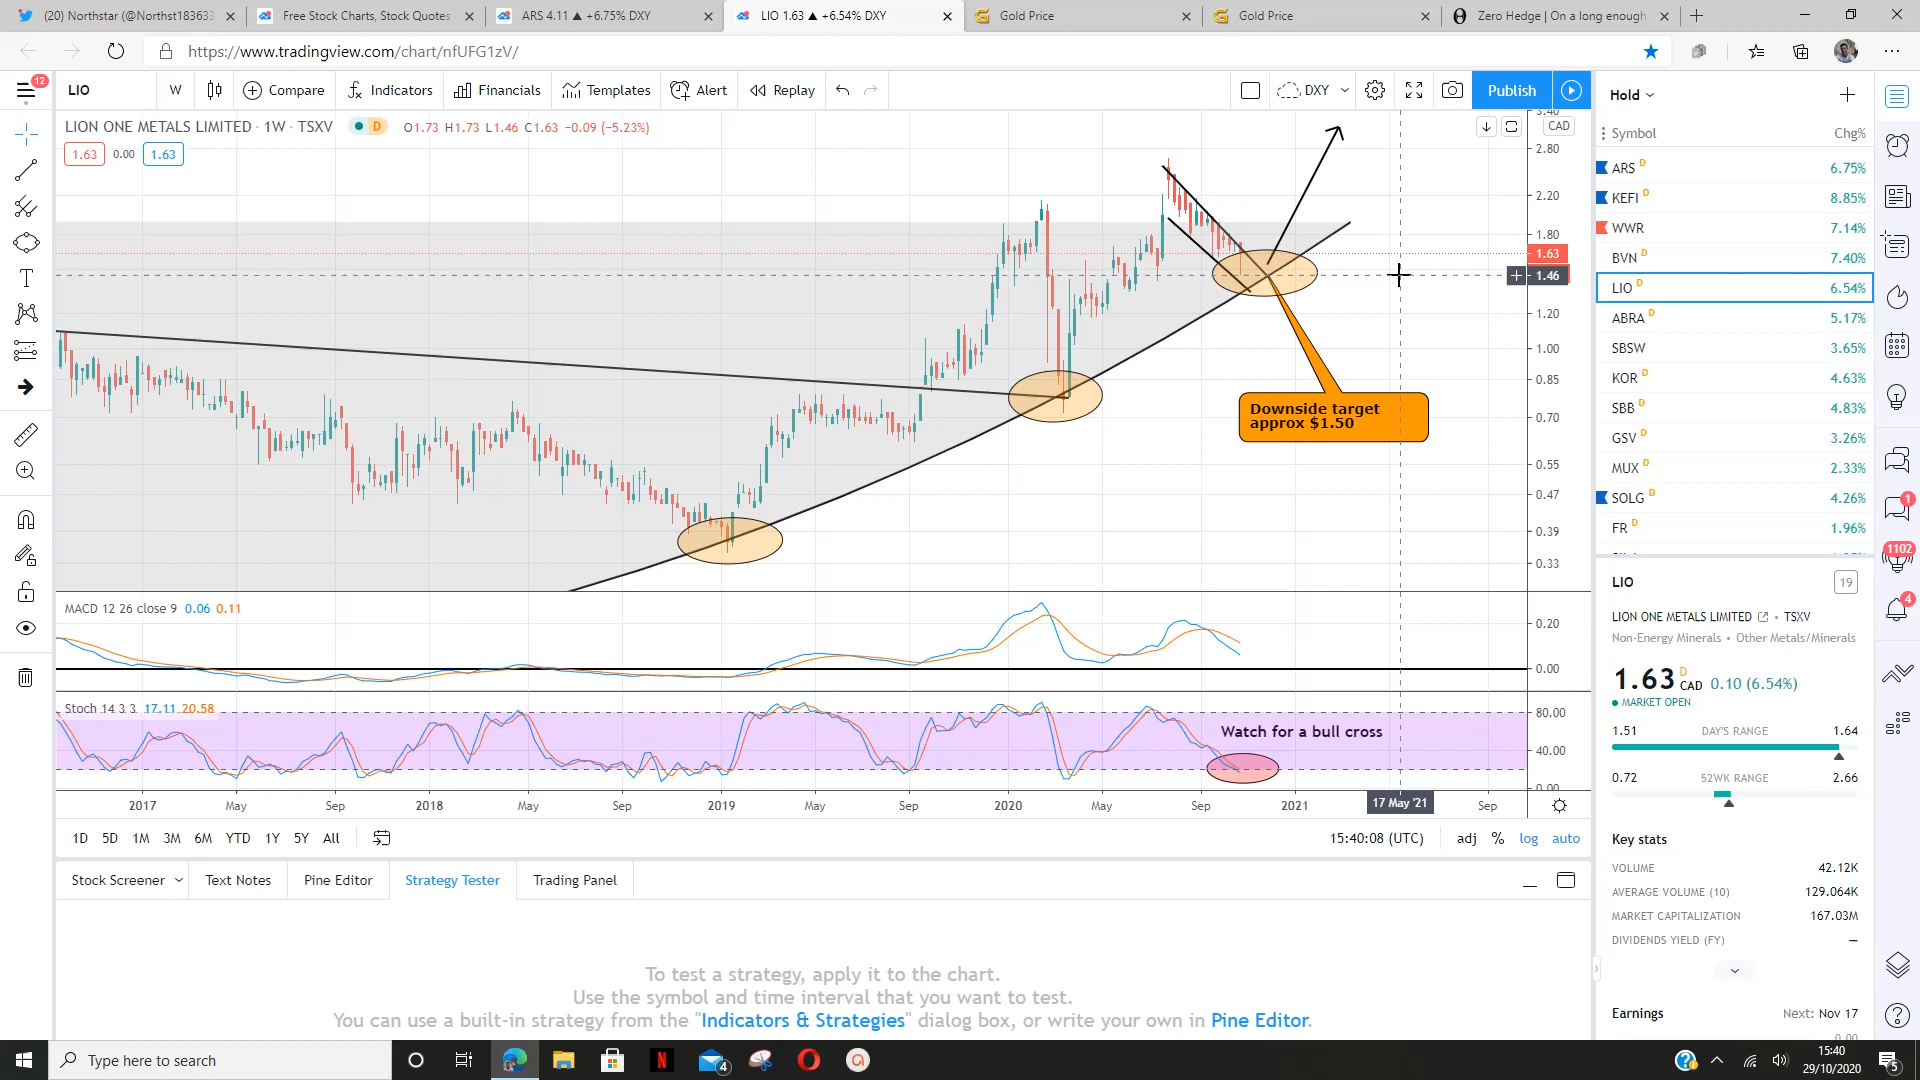 (20) Northstar (@Northst183633
Free Stock Charts, Stock Quotes
ARS 4.11 ▲ +6.75% DXY
LIO 1.63 ▲ +6.54% DXY
Gold Price
Gold Price
Zero Hedge | On a long enough
https://www.tradingview.com/chart/nfUFG1zV/
12
LIO
W
Compare
Indicators
Financials
Templates
Alert
Replay
DXY
Publish
LION ONE METALS LIMITED · 1W · TSXV
D
O1.73 H1.73 L1.46 C1.63 −0.09 (−5.23%)
1.63
0.00
1.63
CAD
3.40
2.80
2.20
1.80
1.63
1.46
1.20
1.00
0.85
0.70
0.55
0.47
0.39
0.33
Downside target
approx $1.50
MACD 12 26 close 9 0.06 0.11
0.20
0.00
Stoch 14 3 3 17.11 20.58
Watch for a bull cross
80.00
40.00
0.00
2017
May
Sep
2018
May
Sep
2019
May
Sep
2020
May
Sep
2021
17 May '21
Sep
1D
5D
1M
3M
6M
YTD
1Y
5Y
All
15:40:08 (UTC)
adj
%
log
auto
Stock Screener
Text Notes
Pine Editor
Strategy Tester
Trading Panel
To test a strategy, apply it to the chart.
Use the symbol and time interval that you want to test.
You can use a built-in strategy from the "Indicators & Strategies" dialog box, or write your own in Pine Editor.
Hold
Symbol
Chg%
ARS D 6.75%
KEFI D 8.85%
WWR 7.14%
BVN D 7.40%
LIO D 6.54%
ABRA D 5.17%
SBSW 3.65%
KOR D 4.63%
SBB D 4.83%
GSV D 3.26%
MUX D 2.33%
SOLG D 4.26%
FR D 1.96%
LIO
19
LION ONE METALS LIMITED • TSXV
Non-Energy Minerals • Other Metals/Minerals
1.63 D CAD 0.10 (6.54%)
MARKET OPEN
1.51 DAY'S RANGE 1.64
0.72 52WK RANGE 2.66
Key stats
VOLUME 42.12K
AVERAGE VOLUME (10) 129.064K
MARKET CAPITALIZATION 167.03M
DIVIDENDS YIELD (FY) —
Earnings Next: Nov 17
1
1102
4
Type here to search
4
15:40
29/10/2020
5